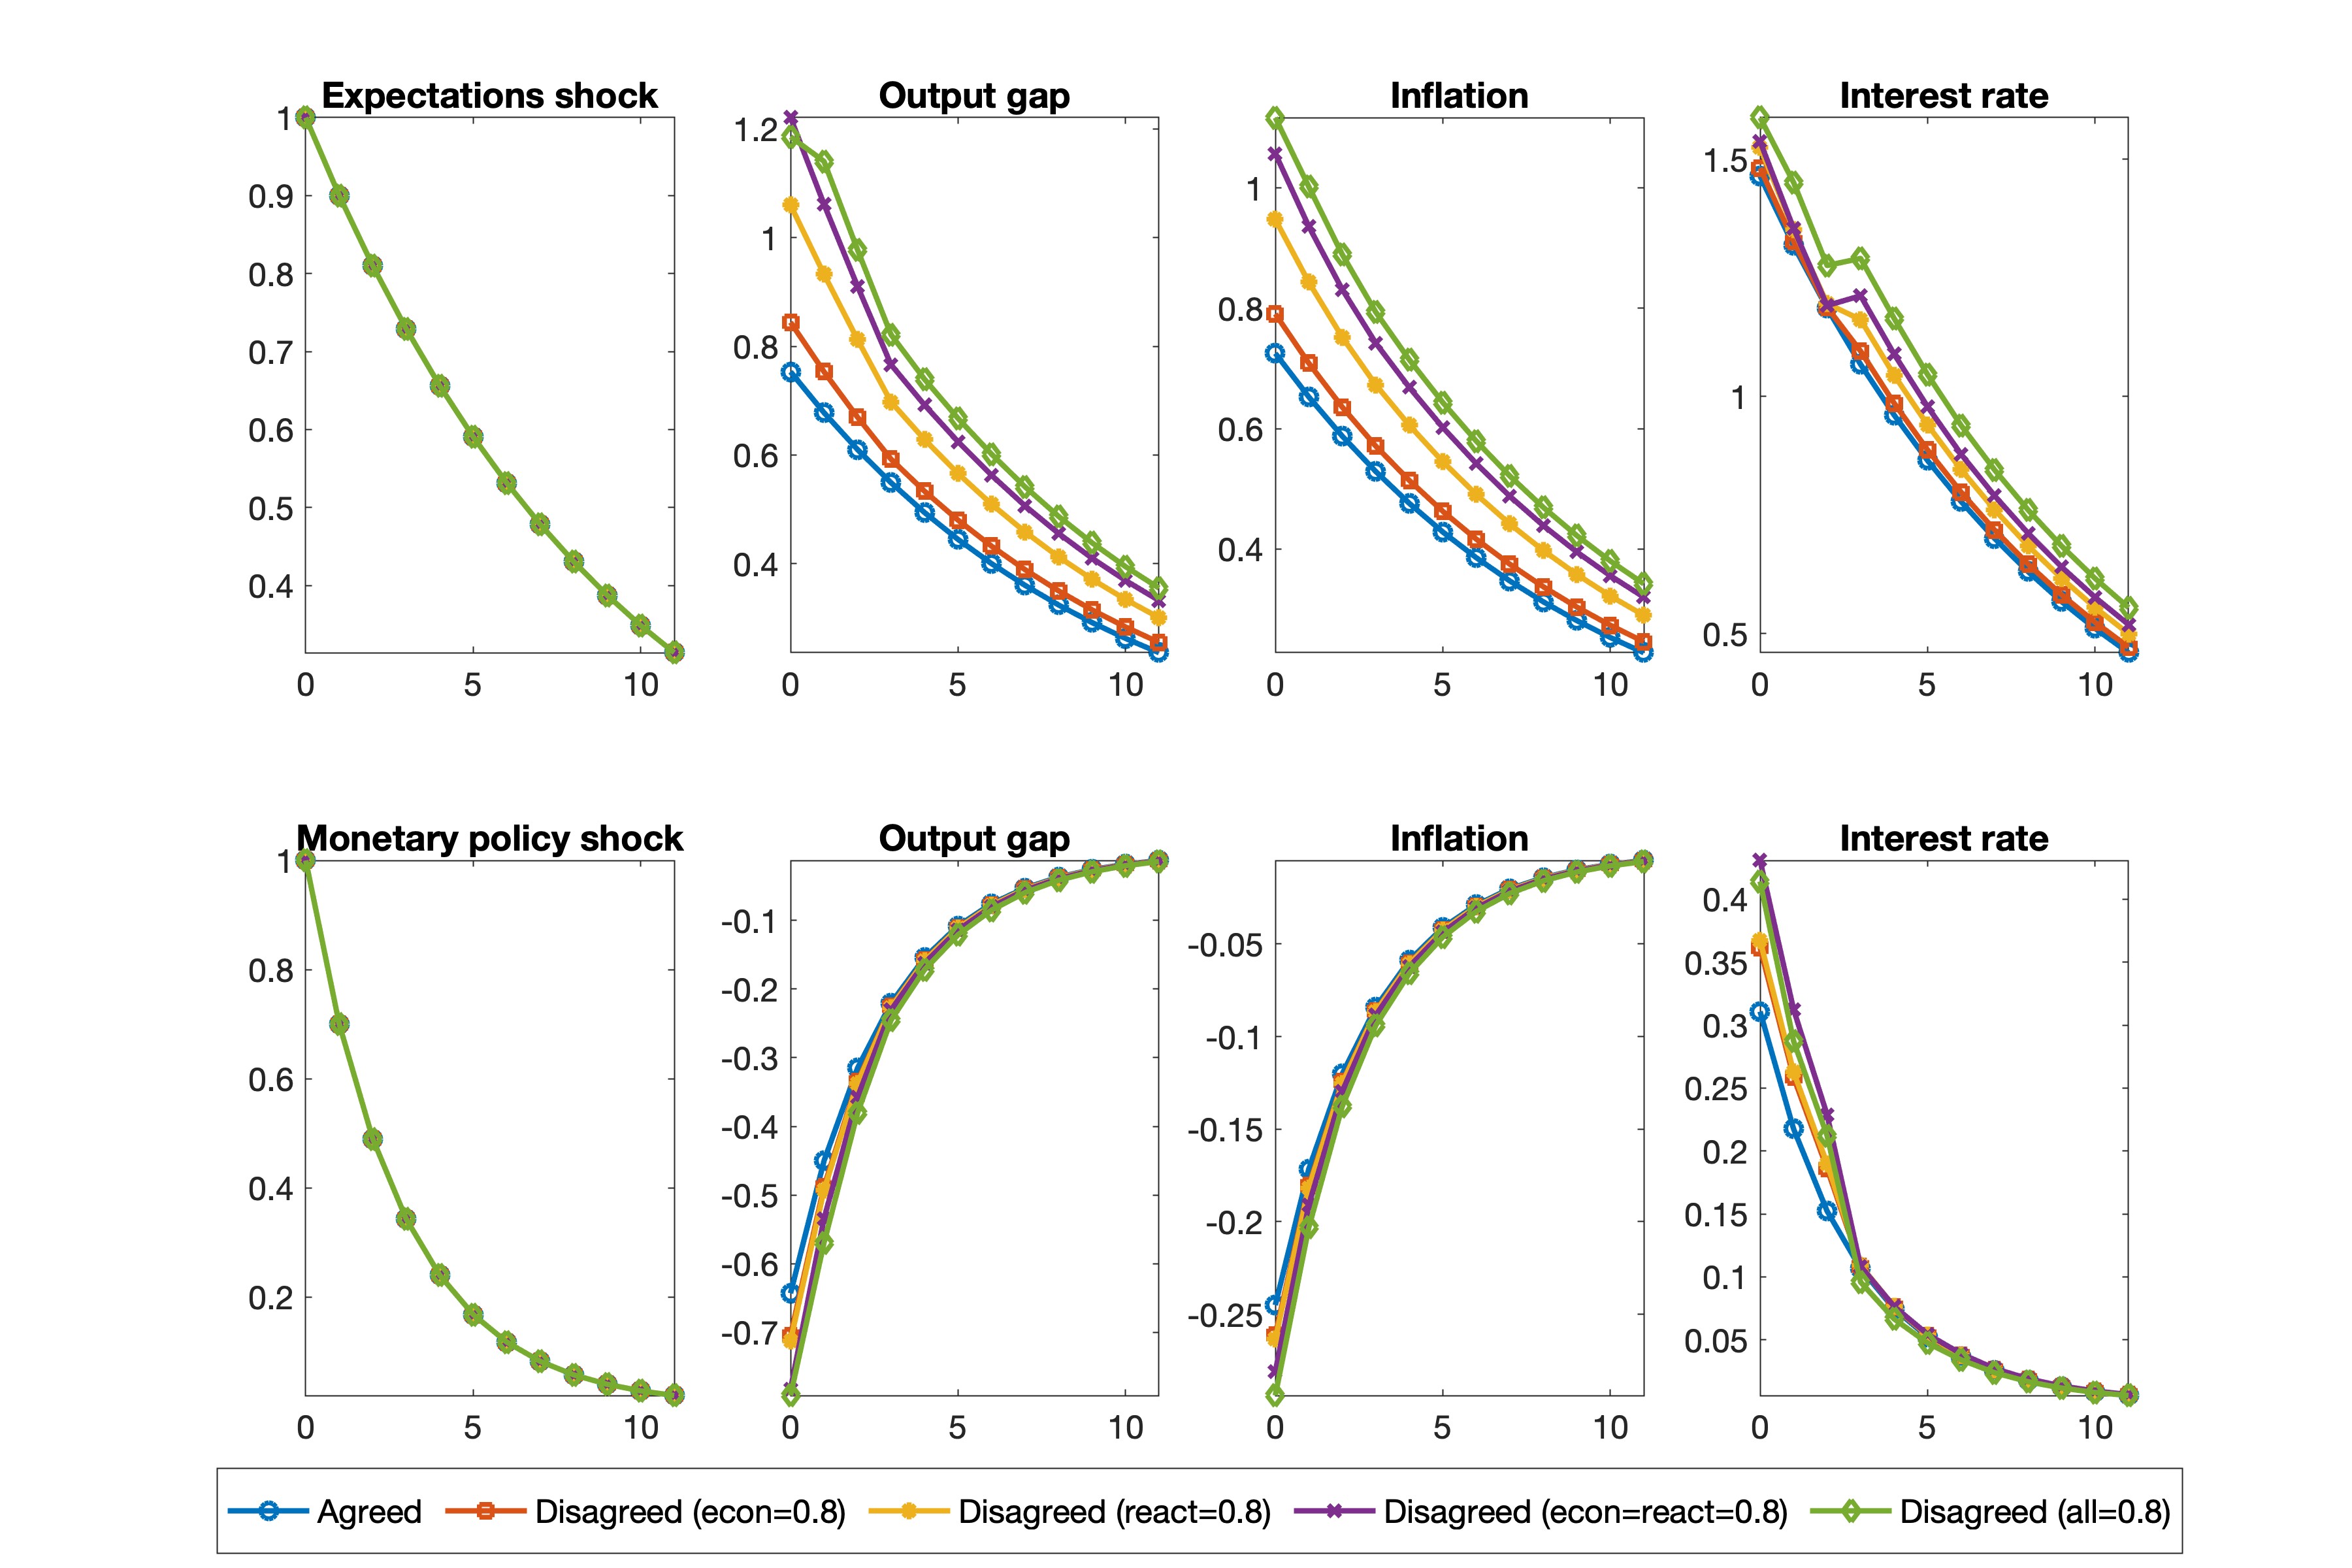 Expectations shock
1
0.9
0.8
0.7
0.6
0.5
0.4
0 5 10
Output gap
1.2
1
0.8
0.6
0.4
0 5 10
Inflation
1
0.8
0.6
0.4
0 5 10
Interest rate
1.5
1
0.5
0 5 10
Monetary policy shock
1
0.8
0.6
0.4
0.2
0 5 10
Output gap
-0.1
-0.2
-0.3
-0.4
-0.5
-0.6
-0.7
0 5 10
Inflation
-0.05
-0.1
-0.15
-0.2
-0.25
0 5 10
Interest rate
0.4
0.35
0.3
0.25
0.2
0.15
0.1
0.05
0 5 10
Agreed Disagreed (econ=0.8) Disagreed (react=0.8) Disagreed (econ=react=0.8) Disagreed (all=0.8)